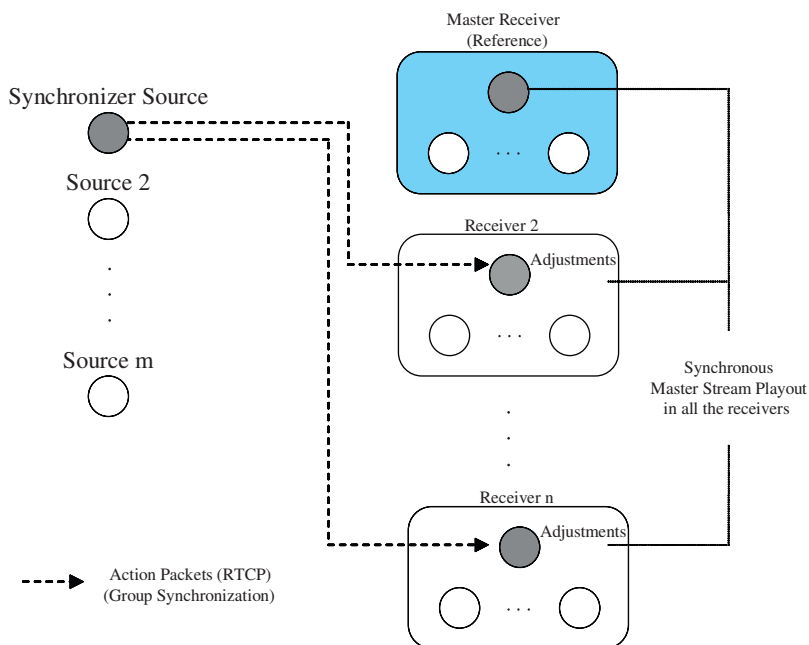 Master Receiver
(Reference)
Synchronizer Source
. . .
Source 2
Receiver 2
Adjustments
.
.
.
. . .
Source m
Synchronous
Master Stream Playout
in all the receivers
.
.
.
Receiver n
Adjustments
Action Packets (RTCP)
(Group Synchronization)
. . .